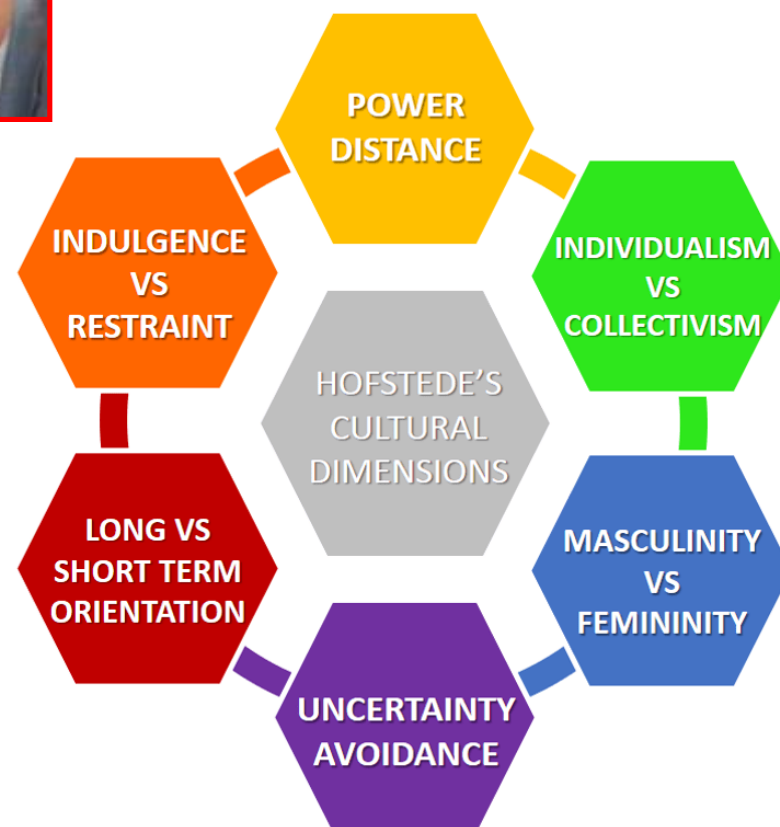 POWER
DISTANCE
INDIVIDUALISM
VS
COLLECTIVISM
MASCULINITY
VS
FEMININITY
UNCERTAINTY
AVOIDANCE
LONG VS
SHORT TERM
ORIENTATION
INDULGENCE
VS
RESTRAINT
HOFSTEDE’S
CULTURAL
DIMENSIONS